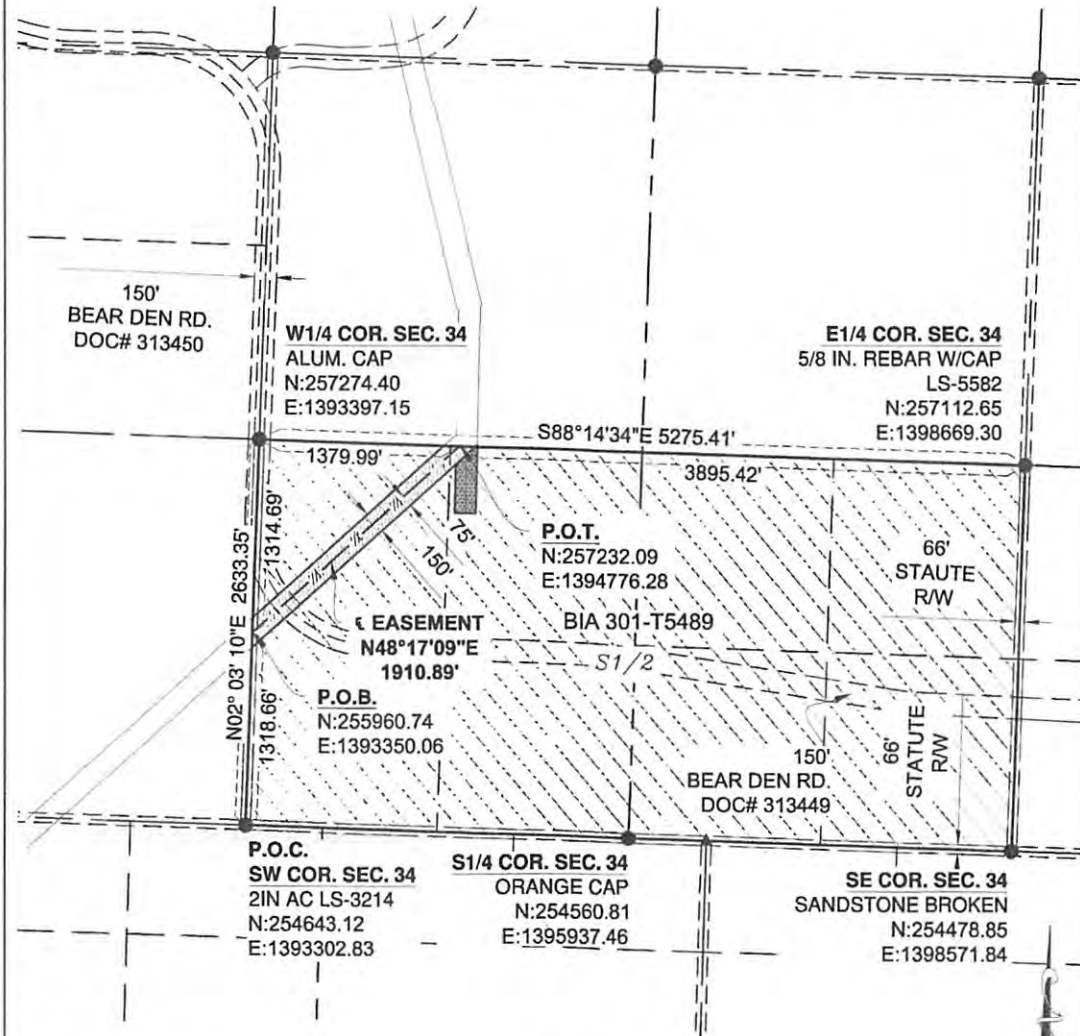 150'
BEAR DEN RD.
DOC# 313450
W1/4 COR. SEC. 34
ALUM. CAP
N:257274.40
E:1393397.15
E1/4 COR. SEC. 34
5/8 IN. REBAR W/CAP
LS-5582
N:257112.65
E:1398669.30
S88°14'34"E 5275.41'
1379.99'
3895.42'
N02° 03' 10"E 2633.35'
1314.69'
1318.66'
75'
150'
P.O.T.
N:257232.09
E:1394776.28
66'
STAUTE
R/W
BIA 301-T5489
S1/2
℄ EASEMENT
N48°17'09"E
1910.89'
P.O.B.
N:255960.74
E:1393350.06
150'
BEAR DEN RD.
DOC# 313449
66'
STATUTE
R/W
P.O.C.
SW COR. SEC. 34
2IN AC LS-3214
N:254643.12
E:1393302.83
S1/4 COR. SEC. 34
ORANGE CAP
N:254560.81
E:1395937.46
SE COR. SEC. 34
SANDSTONE BROKEN
N:254478.85
E:1398571.84